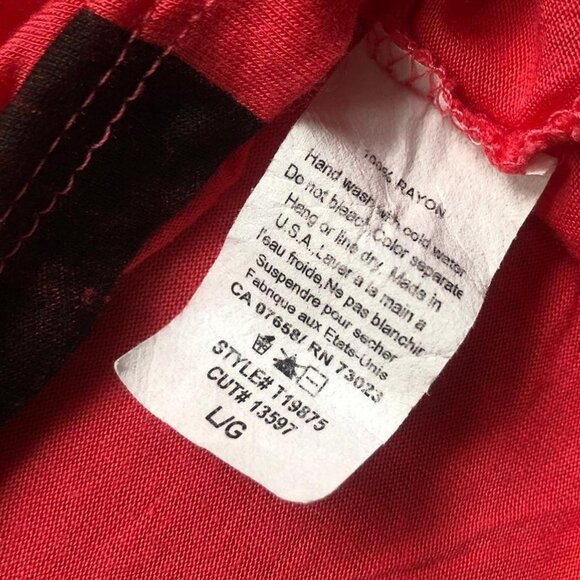 100% RAYON
Hand wash with cold water
Do not bleach, Color separate
Hang or line dry, Made in
U.S.A., Laver a la main a
l'eau froide, Ne pas blanchir
Suspendre pour secher
Fabrique aux Etats-Unis
CA 07658/ RN 73023
STYLE# T19875
CUT# 13597
L/G